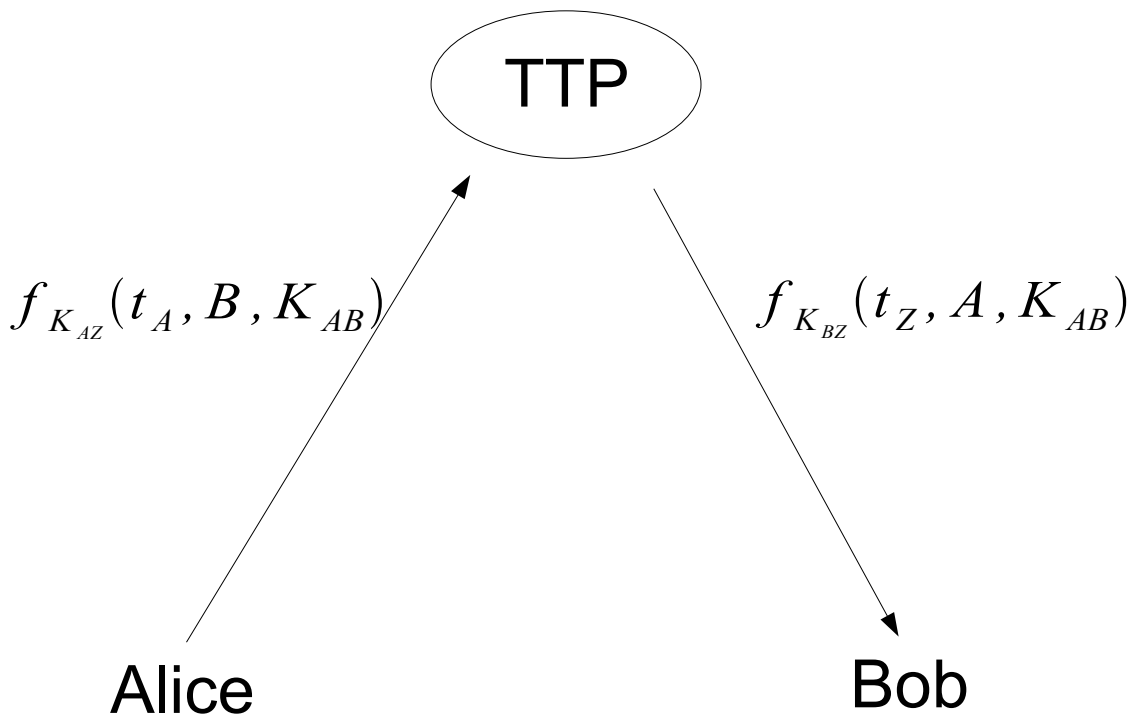 TTP
f_{K_{AZ}}(t_A, B, K_{AB})
f_{K_{BZ}}(t_Z, A, K_{AB})
Alice
Bob